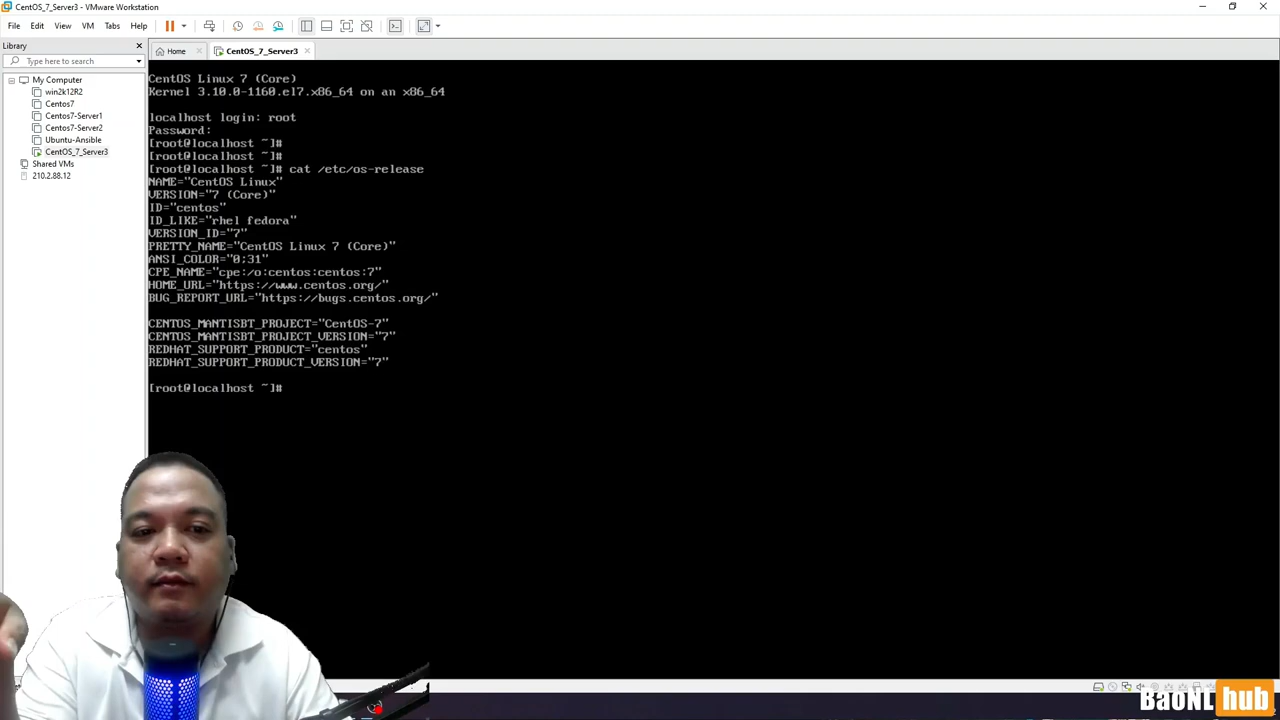 CentOS_7_Server3 - VMware Workstation
File Edit View VM Tabs Help
Library
Type here to search
My Computer
win2k12R2
Centos7
Centos7-Server1
Centos7-Server2
Ubuntu-Ansible
CentOS_7_Server3
Shared VMs
210.2.88.12
Home CentOS_7_Server3
CentOS Linux 7 (Core)
Kernel 3.10.0-1160.el7.x86_64 on an x86_64
localhost login: root
Password:
[root@localhost ~]#
[root@localhost ~]#
[root@localhost ~]# cat /etc/os-release
NAME="CentOS Linux"
VERSION="7 (Core)"
ID="centos"
ID_LIKE="rhel fedora"
VERSION_ID="7"
PRETTY_NAME="CentOS Linux 7 (Core)"
ANSI_COLOR="0;31"
CPE_NAME="cpe:/o:centos:centos:7"
HOME_URL="https://www.centos.org/"
BUG_REPORT_URL="https://bugs.centos.org/"
CENTOS_MANTISBT_PROJECT="CentOS-7"
CENTOS_MANTISBT_PROJECT_VERSION="7"
REDHAT_SUPPORT_PRODUCT="centos"
REDHAT_SUPPORT_PRODUCT_VERSION="7"
[root@localhost ~]#
BaoNL hub